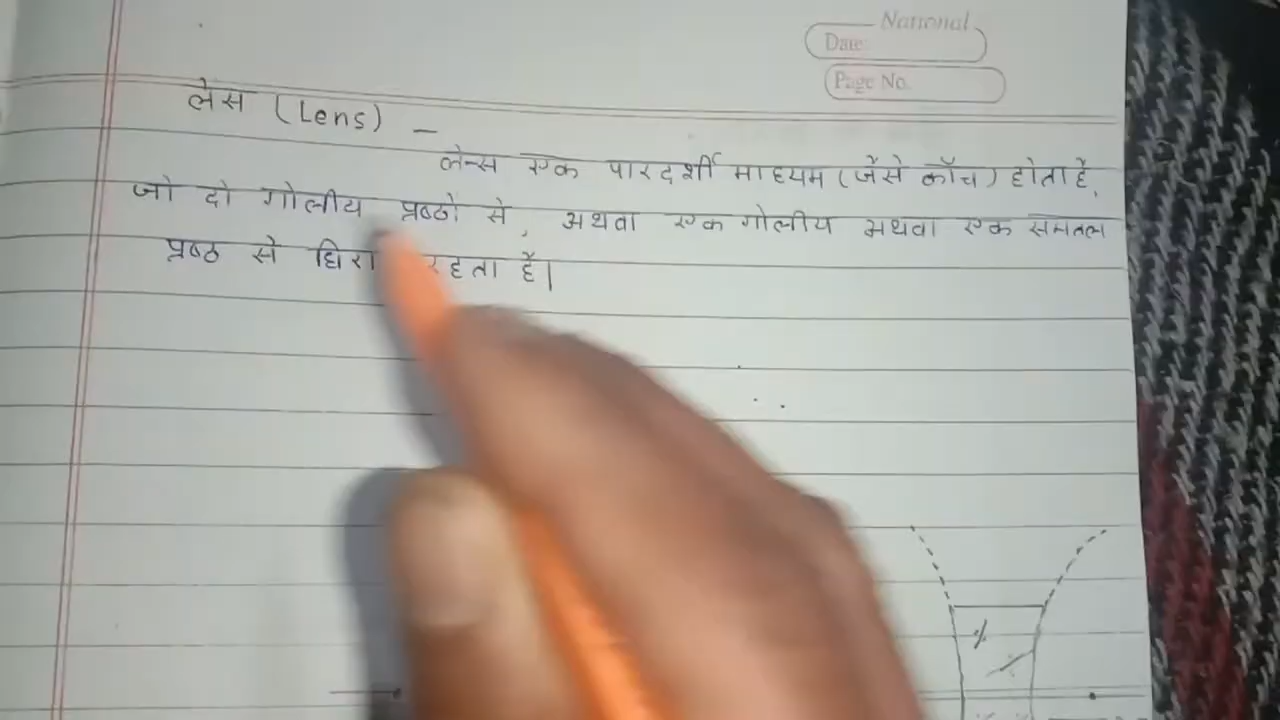 National
Date:
Page No.
लेंस (Lens) –
लेन्स एक पारदर्शी माध्यम (जैसे काँच) होता है,
जो दो गोलीय प्रष्ठों से, अथवा एक गोलीय अथवा एक समतल
प्रष्ठ से घिरा रहता है।